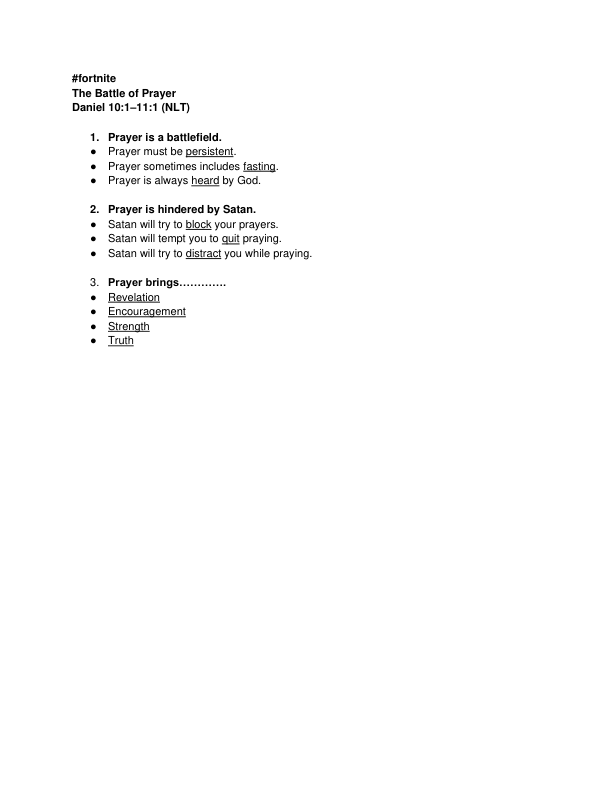 #fortnite
The Battle of Prayer
Daniel 10:1–11:1 (NLT)
1. Prayer is a battlefield.
● Prayer must be persistent.
● Prayer sometimes includes fasting.
● Prayer is always heard by God.
2. Prayer is hindered by Satan.
● Satan will try to block your prayers.
● Satan will tempt you to quit praying.
● Satan will try to distract you while praying.
3. Prayer brings………….
● Revelation
● Encouragement
● Strength
● Truth